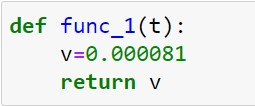 def func_1(t):
    v=0.000081
    return v